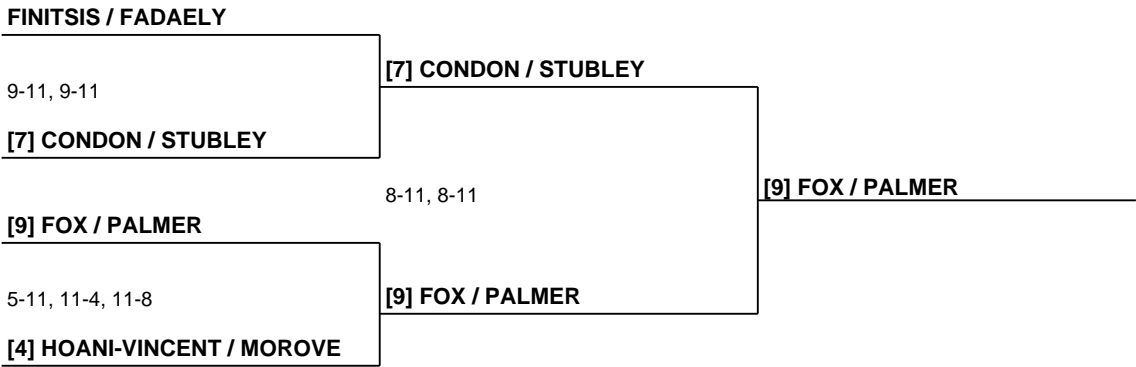 FINITSIS / FADAELY
[7] CONDON / STUBLEY
9-11, 9-11
[7] CONDON / STUBLEY
[9] FOX / PALMER
8-11, 8-11
[9] FOX / PALMER
5-11, 11-4, 11-8
[9] FOX / PALMER
[4] HOANI-VINCENT / MOROVE